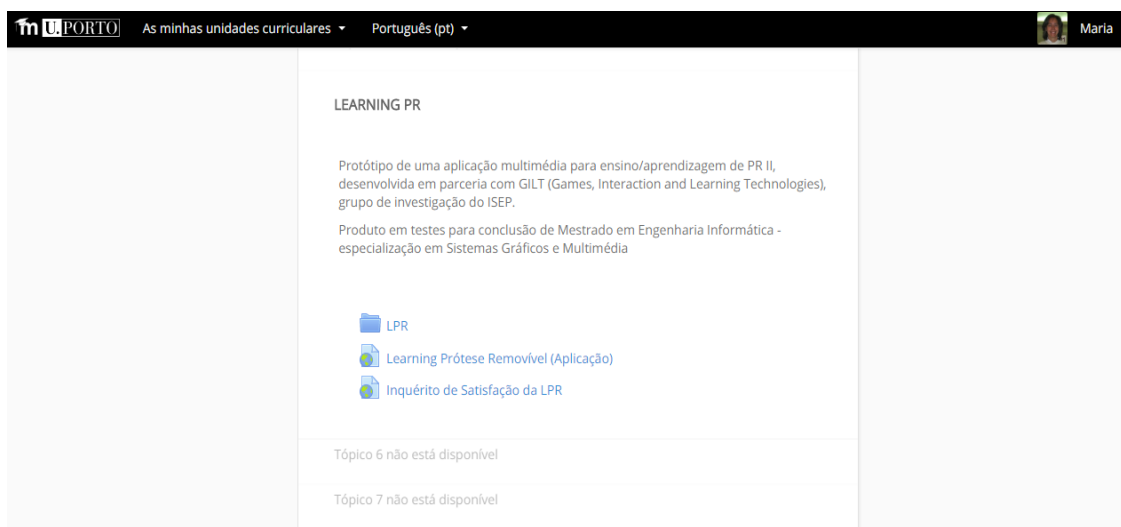 m U.PORTO As minhas unidades curriculares Português (pt) Maria
LEARNING PR
Protótipo de uma aplicação multimédia para ensino/aprendizagem de PR II,
desenvolvida em parceria com GILT (Games, Interaction and Learning Technologies),
grupo de investigação do ISEP.
Produto em testes para conclusão de Mestrado em Engenharia Informática -
especialização em Sistemas Gráficos e Multimédia
LPR
Learning Prótese Removível (Aplicação)
Inquérito de Satisfação da LPR
Tópico 6 não está disponível
Tópico 7 não está disponível